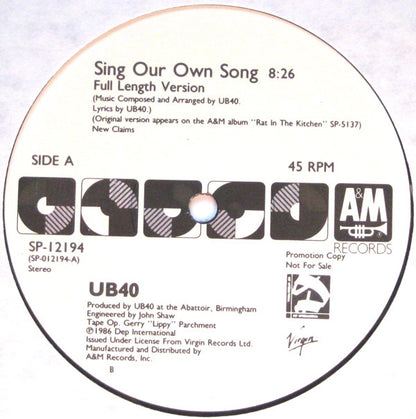 Sing Our Own Song 8:26
Full Length Version
(Music Composed and Arranged by UB40.
Lyrics by UB40.)
(Original version appears on the A&M album "Rat In The Kitchen" SP-5137)
New Claims
SIDE A
45 RPM
A&M
RECORDS
SP-12194
(SP-012194-A)
Stereo
Promotion Copy
Not For Sale
UB40
Produced by UB40 at the Abattoir, Birmingham
Engineered by John Shaw
Tape Op. Gerry "Lippy" Parchment
℗1986 Dep International
Issued Under License From Virgin Records Ltd.
Manufactured and Distributed by
A&M Records, Inc.
Virgin
B